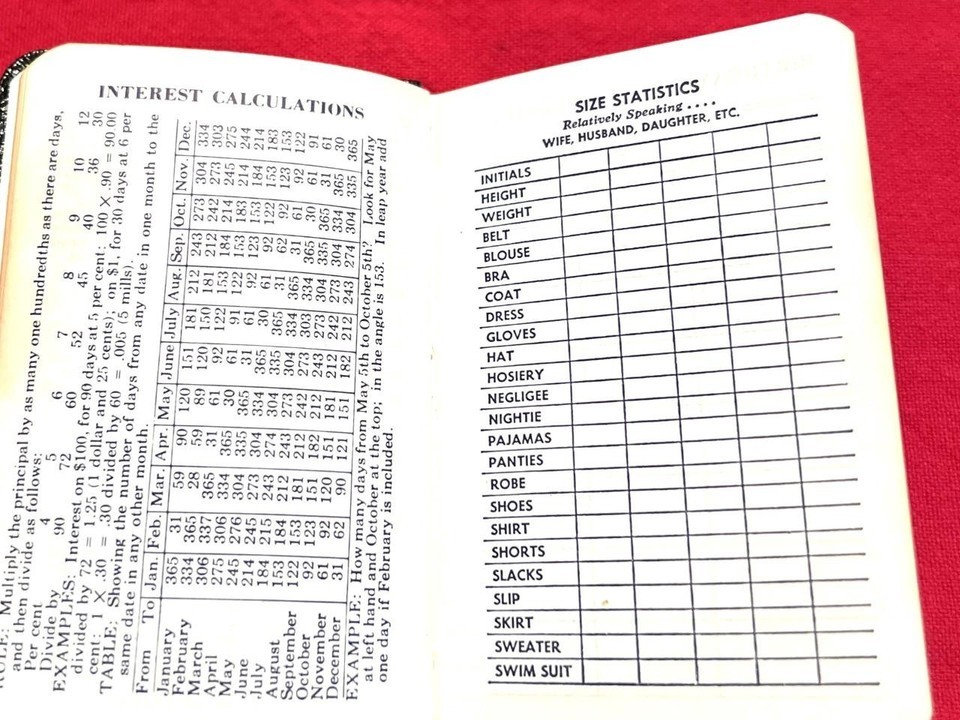 INTEREST CALCULATIONS
RULE: Multiply the principal by as many one hundredths as there are days,
and then divide as follows:
Per cent 4 5 6 7 8 9 10 12
Divide by 90 72 60 52 45 40 36 30
EXAMPLES: Interest on $100, for 90 days at 5 per cent: 100 X .90 = 90.00
divided by 72 = 1.25 (1 dollar and 25 cents); on $1, for 30 days at 6 per
cent: 1 X .30 = .30 divided by 60 = .005 (5 mills).
TABLE: Showing the number of days from any date in one month to the
same date in any other month.
From To Jan. Feb. Mar. Apr. May June July Aug. Sep. Oct. Nov. Dec.
January 365 31 59 90 120 151 181 212 243 273 304 334
February 334 365 28 59 89 120 150 181 212 242 273 303
March 306 337 365 31 61 92 122 153 184 214 245 275
April 275 306 334 365 30 61 91 122 153 183 214 244
May 245 276 304 335 365 31 61 92 123 153 184 214
June 214 245 273 304 334 365 30 61 92 122 153 183
July 184 215 243 274 304 335 365 31 62 92 123 153
August 153 184 212 243 273 304 334 365 31 61 92 122
September 122 153 181 212 242 273 303 334 365 30 61 91
October 92 123 151 182 212 243 273 304 335 365 31 61
November 61 92 120 151 181 212 242 273 304 334 365 30
December 31 62 90 121 151 182 212 243 274 304 335 365
EXAMPLE: How many days from May 5th to October 5th? Look for May
at left hand and October at the top; in the angle is 153. In leap year add
one day if February is included.
SIZE STATISTICS
Relatively Speaking . . . .
WIFE, HUSBAND, DAUGHTER, ETC.
INITIALS
HEIGHT
WEIGHT
BELT
BLOUSE
BRA
COAT
DRESS
GLOVES
HAT
HOSIERY
NEGLIGEE
NIGHTIE
PAJAMAS
PANTIES
ROBE
SHOES
SHIRT
SHORTS
SLACKS
SLIP
SKIRT
SWEATER
SWIM SUIT